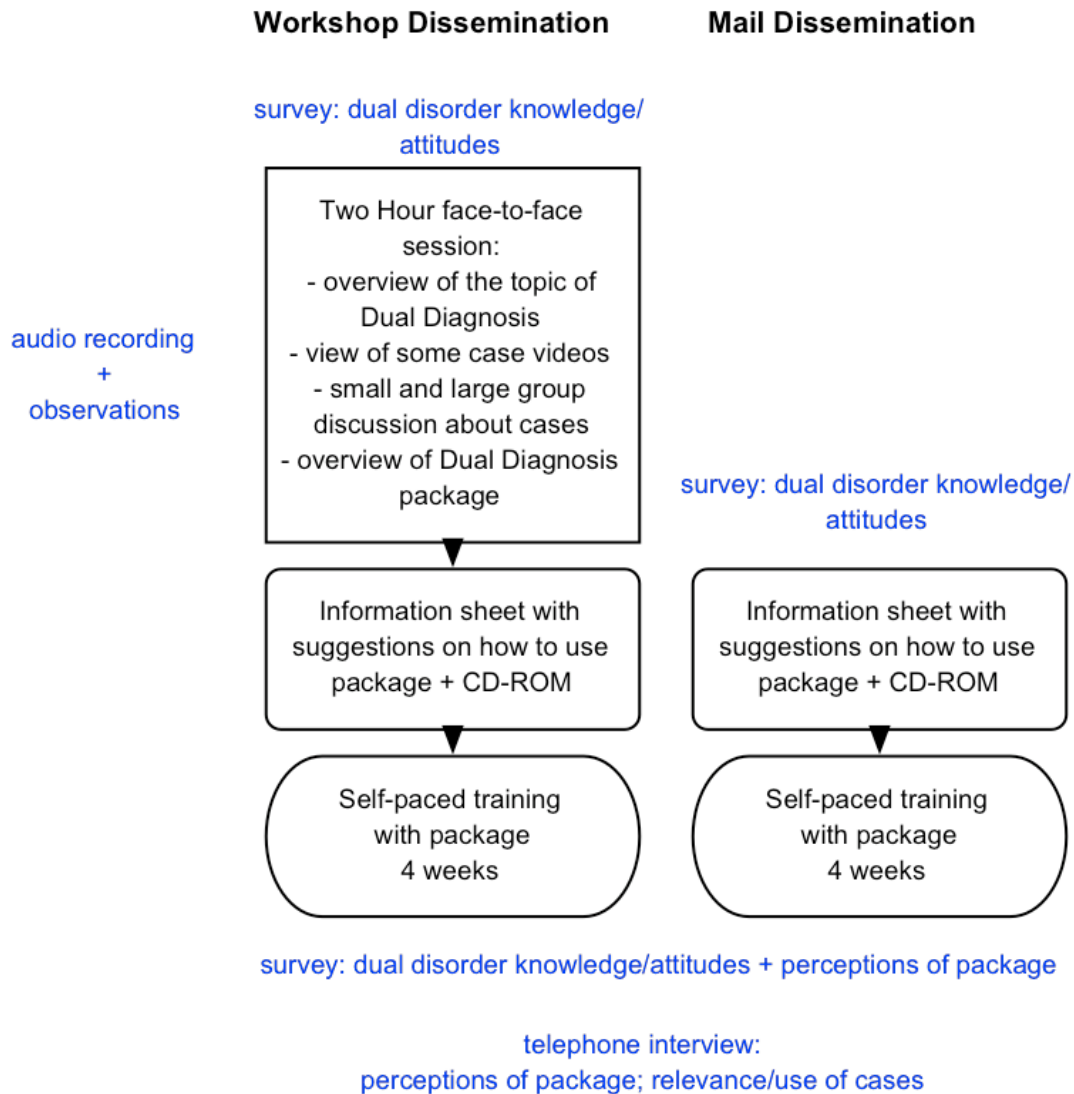 Workshop Dissemination
Mail Dissemination
survey: dual disorder knowledge/
attitudes
Two Hour face-to-face
session:
- overview of the topic of
Dual Diagnosis
- view of some case videos
- small and large group
discussion about cases
- overview of Dual Diagnosis
package
audio recording
+
observations
survey: dual disorder knowledge/
attitudes
Information sheet with
suggestions on how to use
package + CD-ROM
Information sheet with
suggestions on how to use
package + CD-ROM
Self-paced training
with package
4 weeks
Self-paced training
with package
4 weeks
survey: dual disorder knowledge/attitudes + perceptions of package
telephone interview:
perceptions of package; relevance/use of cases